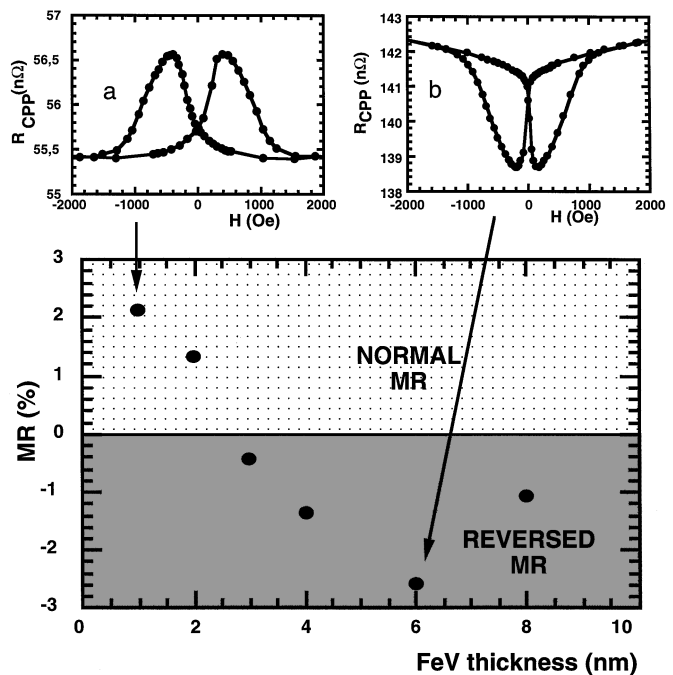 57
56,5
56
55,5
55
R CPP(nΩ)
a
-2000 -1000 0 1000 2000
H (Oe)
143
142
141
140
139
138
RCPP(nΩ)
b
-2000 -1000 0 1000 2000
H (Oe)
3
2
1
0
-1
-2
-3
MR (%)
NORMAL
MR
REVERSED
MR
0 2 4 6 8 10
FeV thickness (nm)